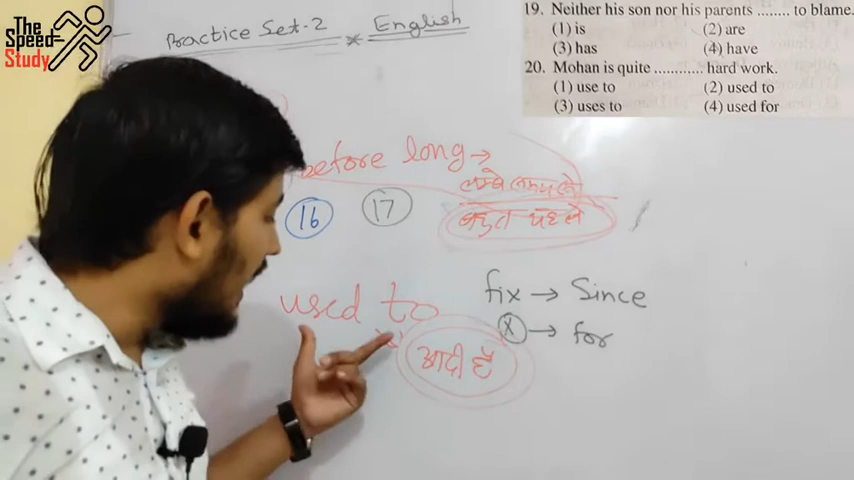 The
Speed
Study
Practice Set-2 × English
19. Neither his son nor his parents ........ to blame.
(1) is (2) are
(3) has (4) have
20. Mohan is quite ............ hard work.
(1) use to (2) used to
(3) uses to (4) used for
before long →
लम्बे समय से
बहुत पहले
16 17
used to
आदी है
fix → Since
x → for